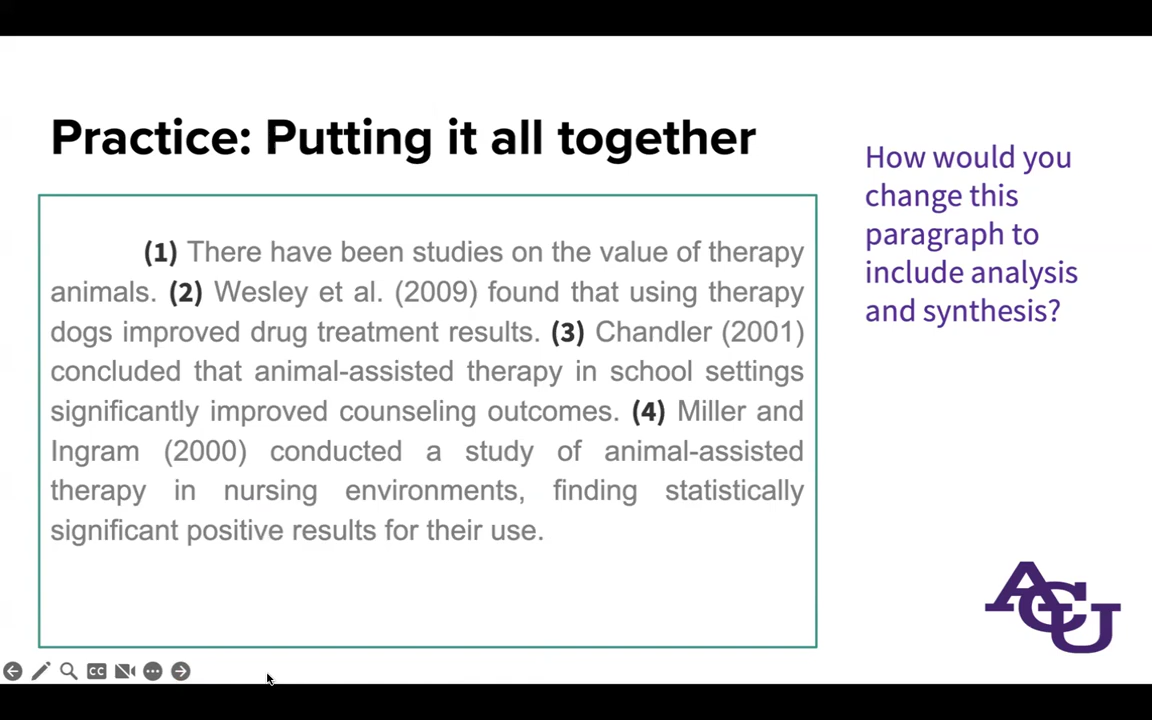 Practice: Putting it all together
(1) There have been studies on the value of therapy
animals. (2) Wesley et al. (2009) found that using therapy
dogs improved drug treatment results. (3) Chandler (2001)
concluded that animal-assisted therapy in school settings
significantly improved counseling outcomes. (4) Miller and
Ingram (2000) conducted a study of animal-assisted
therapy in nursing environments, finding statistically
significant positive results for their use.
How would you
change this
paragraph to
include analysis
and synthesis?
ACU
CC